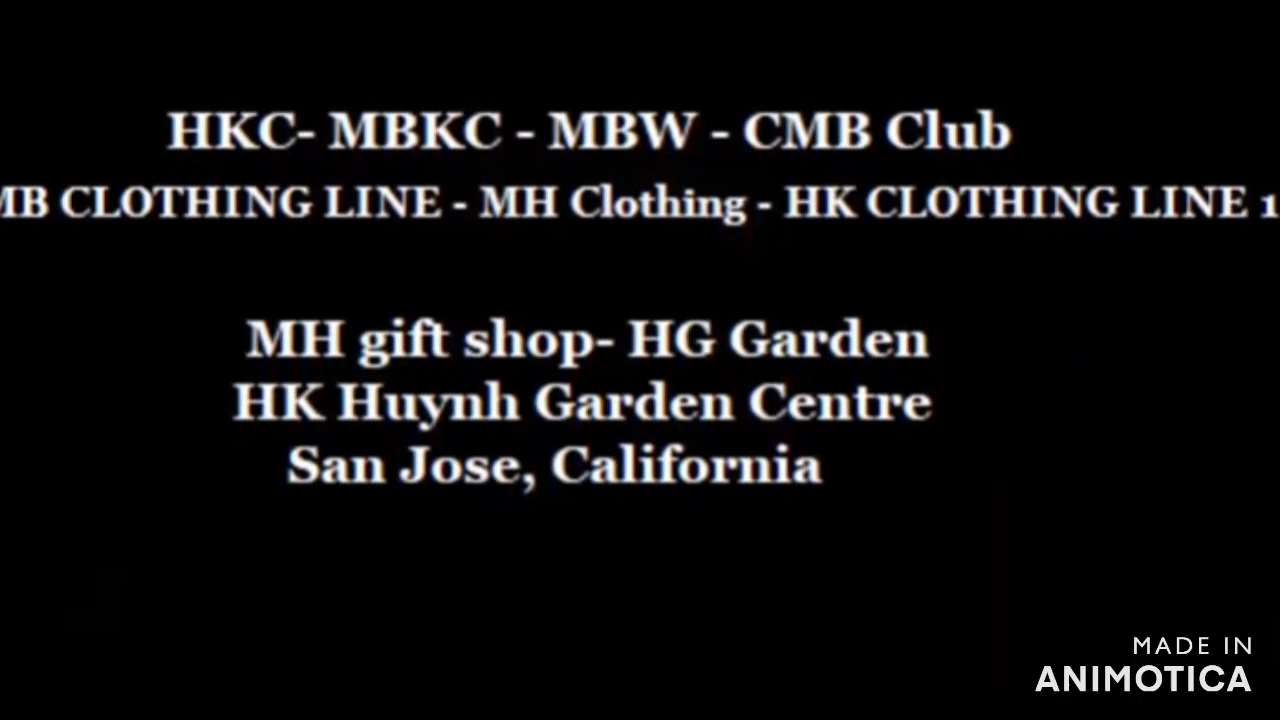 HKC- MBKC - MBW - CMB Club
CLOTHING LINE - MH Clothing - HK CLOTHING LINE
MH gift shop- HG Garden
HK Huynh Garden Centre
San Jose, California
MADE IN
ANIMOTICA